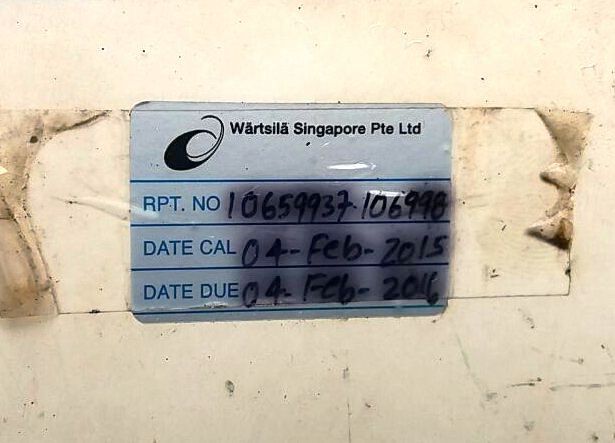 Wärtsilä Singapore Pte Ltd
RPT. NO 10659937-106998
DATE CAL 04-Feb-2015
DATE DUE 04-Feb-2016